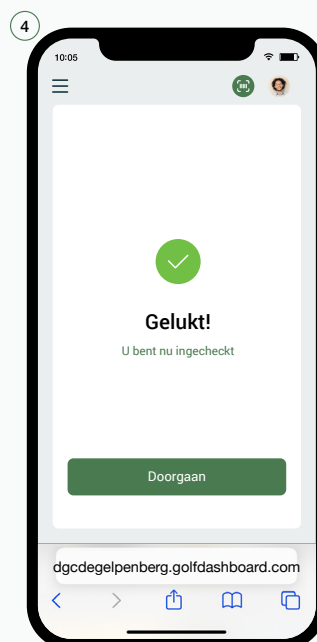 4
10:05
Gelukt!
U bent nu ingecheckt
Doorgaan
dgcdegelpenberg.golfdashboard.com